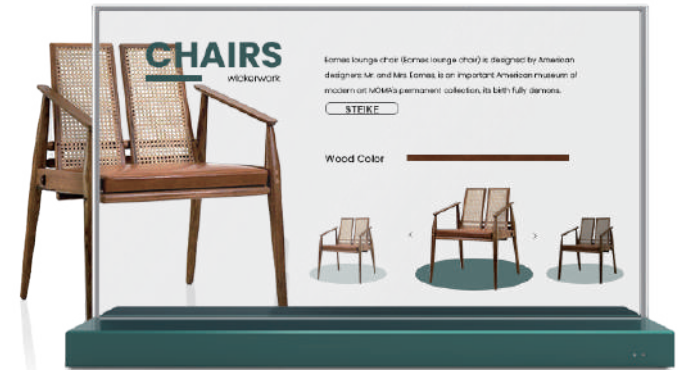 CHAIRS
wickerwork
Eames lounge chair (Eames lounge chair) is designed by American
designers Mr. and Mrs. Eames, is an important American museum of
modern art MOMA's permanent collection, its birth fully demons.
STEIKE
Wood Color
‹ ›